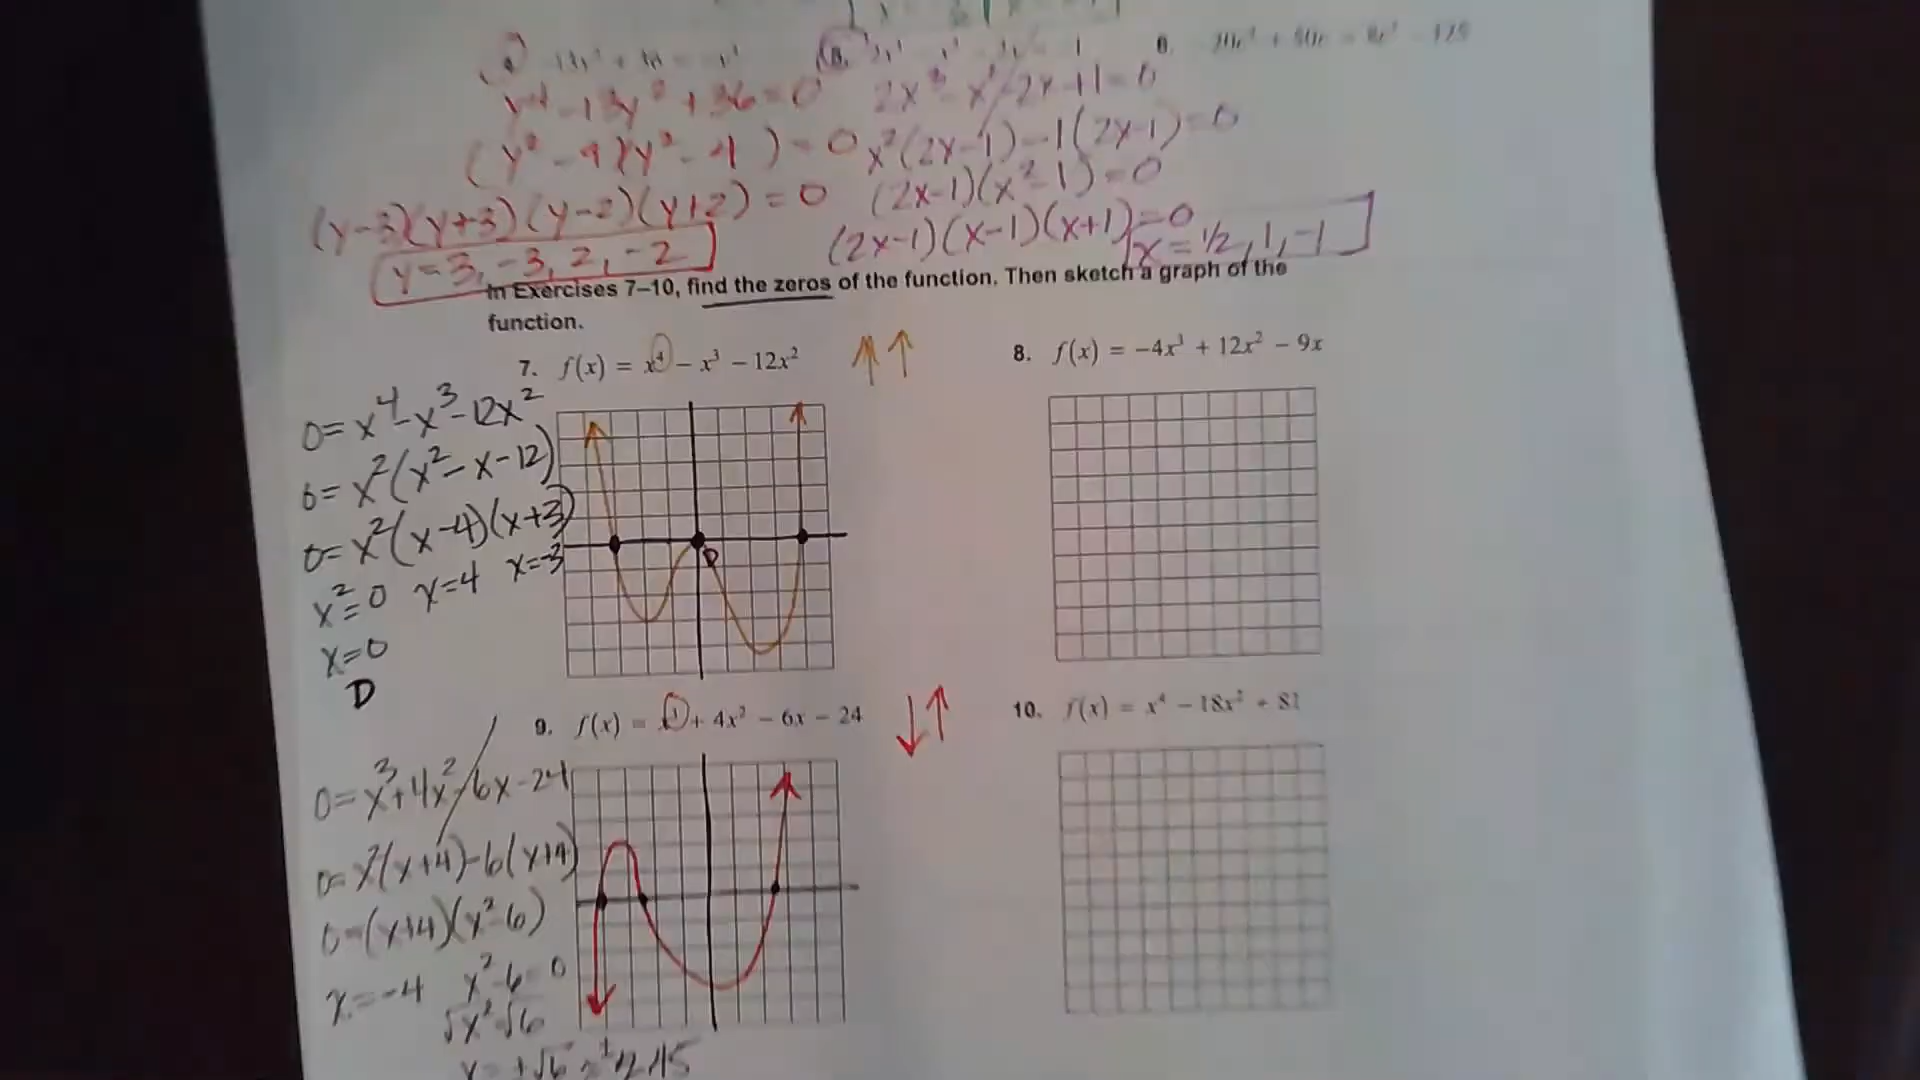 y⁴ - 13y² + 36 = 0
(y² - 9)(y² - 4) = 0
(y-3)(y+3)(y-2)(y+2) = 0
y = 3, -3, 2, -2
2x³ - x² - 2x + 1 = 0
x²(2x-1) - 1(2x-1) = 0
(2x-1)(x²-1) = 0
(2x-1)(x-1)(x+1) = 0
x = 1/2, 1, -1
In Exercises 7–10, find the zeros of the function. Then sketch a graph of the
function.
7. f(x) = x⁴ − x³ − 12x²
0 = x⁴ - x³ - 12x²
0 = x²(x² - x - 12)
0 = x²(x-4)(x+3)
x² = 0 x = 4 x = -3
x = 0
D
D
8. f(x) = −4x³ + 12x² − 9x
9. f(x) = x³ + 4x² − 6x − 24
0 = x³ + 4x² - 6x - 24
0 = x²(x+4) - 6(x+4)
0 = (x+4)(x² - 6)
x = -4 x² - 6 = 0
√x² = √6
x = ±√6 ≈ ±2.45
10. f(x) = x⁴ − 18x² + 81